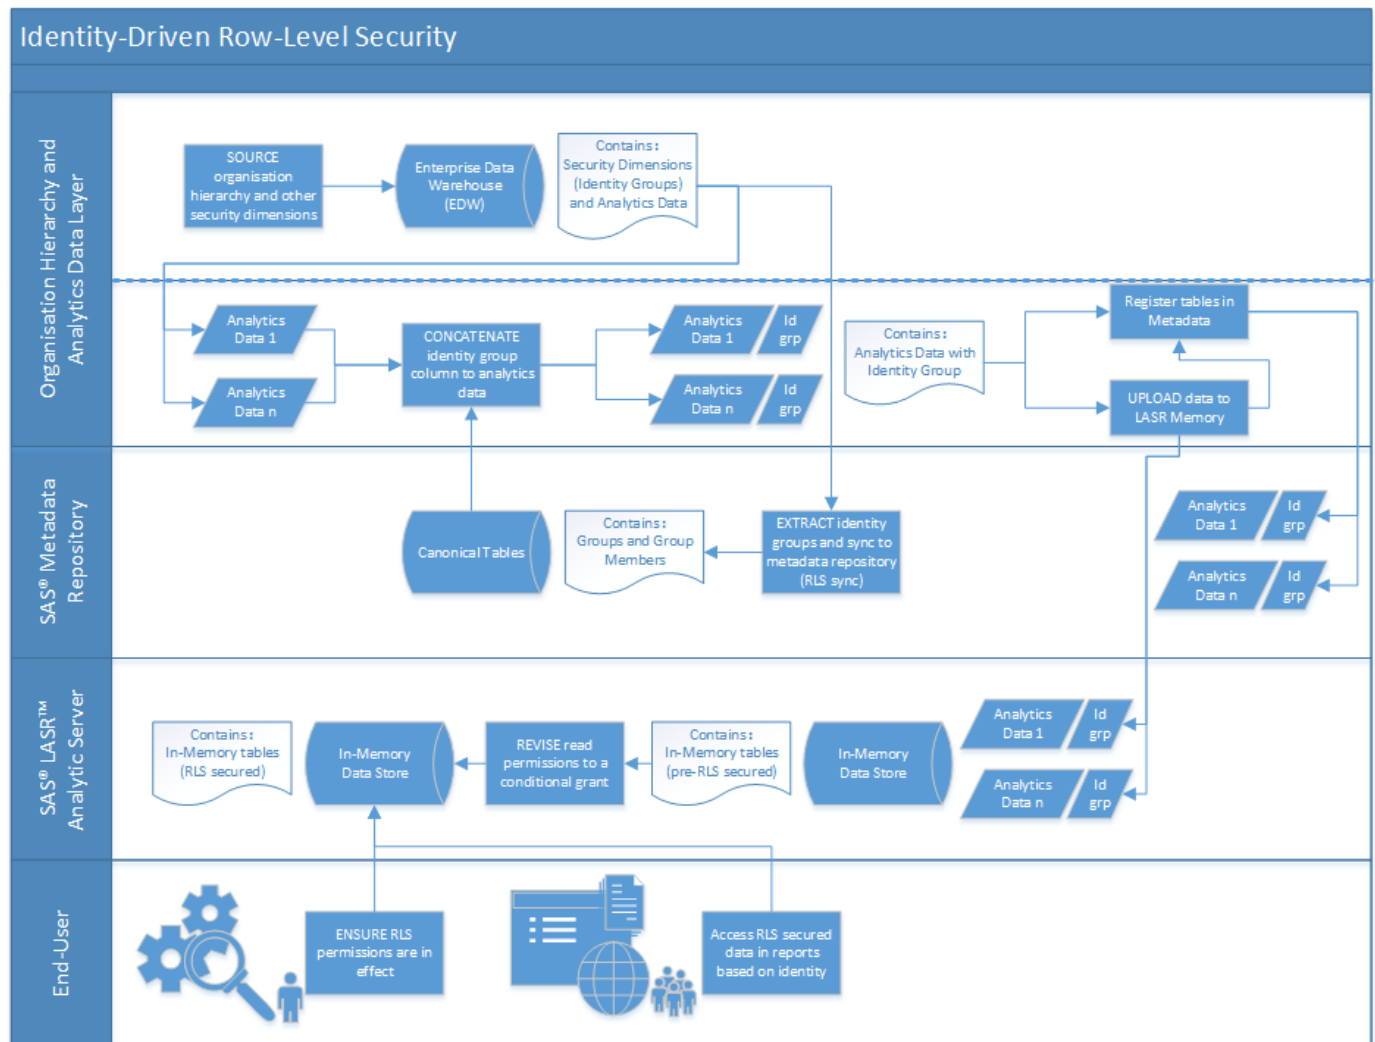 Identity-Driven Row-Level Security
Organisation Hierarchy and
Analytics Data Layer
SOURCE
organisation
hierarchy and other
security dimensions
Enterprise Data
Warehouse
(EDW)
Contains:
Security Dimensions
(Identity Groups)
and Analytics Data
Analytics
Data 1
Analytics
Data n
CONCATENATE
identity group
column to analytics
data
Analytics
Data 1
Id
grp
Analytics
Data n
Id
grp
Contains:
Analytics Data with
Identity Group
Register tables in
Metadata
UPLOAD data to
LASR Memory
SAS® Metadata
Repository
Canonical Tables
Contains:
Groups and Group
Members
EXTRACT identity
groups and sync to
metadata repository
(RLS sync)
Analytics
Data 1
Id
grp
Analytics
Data n
Id
grp
SAS® LASR™
Analytic Server
Contains:
In-Memory tables
(RLS secured)
In-Memory
Data Store
REVISE read
permissions to a
conditional grant
Contains:
In-Memory tables
(pre-RLS secured)
In-Memory
Data Store
Analytics
Data 1
Id
grp
Analytics
Data n
Id
grp
End-User
ENSURE RLS
permissions are in
effect
Access RLS secured
data in reports
based on identity